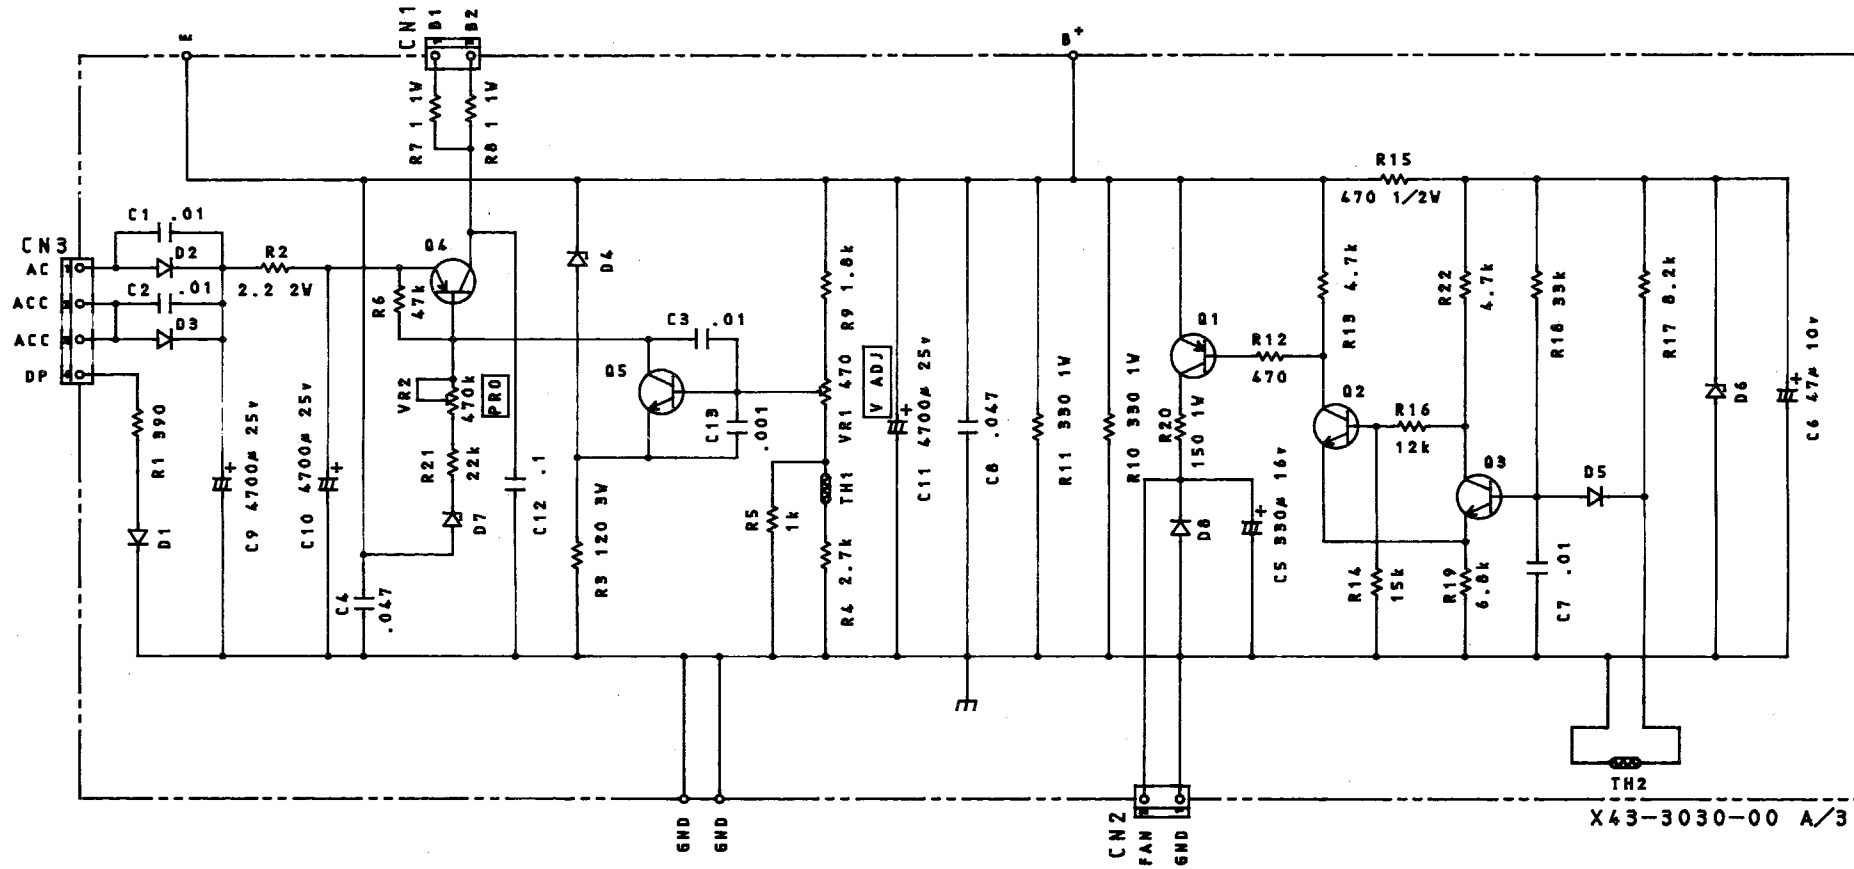 CN1
B1
B2
E
B+
R7 1 1W
R8 1 1W
CN3
AC
ACC
ACC
DP
C1 .01
D2
C2 .01
D3
R2
2.2 2W
R1 390
D1
C9 4700μ 25v
C10 4700μ 25v
Q4
R6
47k
VR2
470k
PRO
R21
22k
D7
C4
.047
C12 .1
D4
R3 120 3W
C3 .01
Q5
C13
.001
R9 1.8k
VR1 470
V ADJ
TH1
R5
1k
R4 2.7k
C11 4700μ 25v
C8 .047
R11 330 1W
R10 330 1W
Q1
R12
470
R20
150 1W
D8
C5 330μ 16v
R13 4.7k
R15
470 1/2W
Q2
R16
12k
R14
15k
R22
4.7k
Q3
R19
6.8k
R18 33k
D5
C7 .01
R17 8.2k
D6
C6 47μ 10v
TH2
GND
GND
CN2
FAN
GND
X43-3030-00 A/3